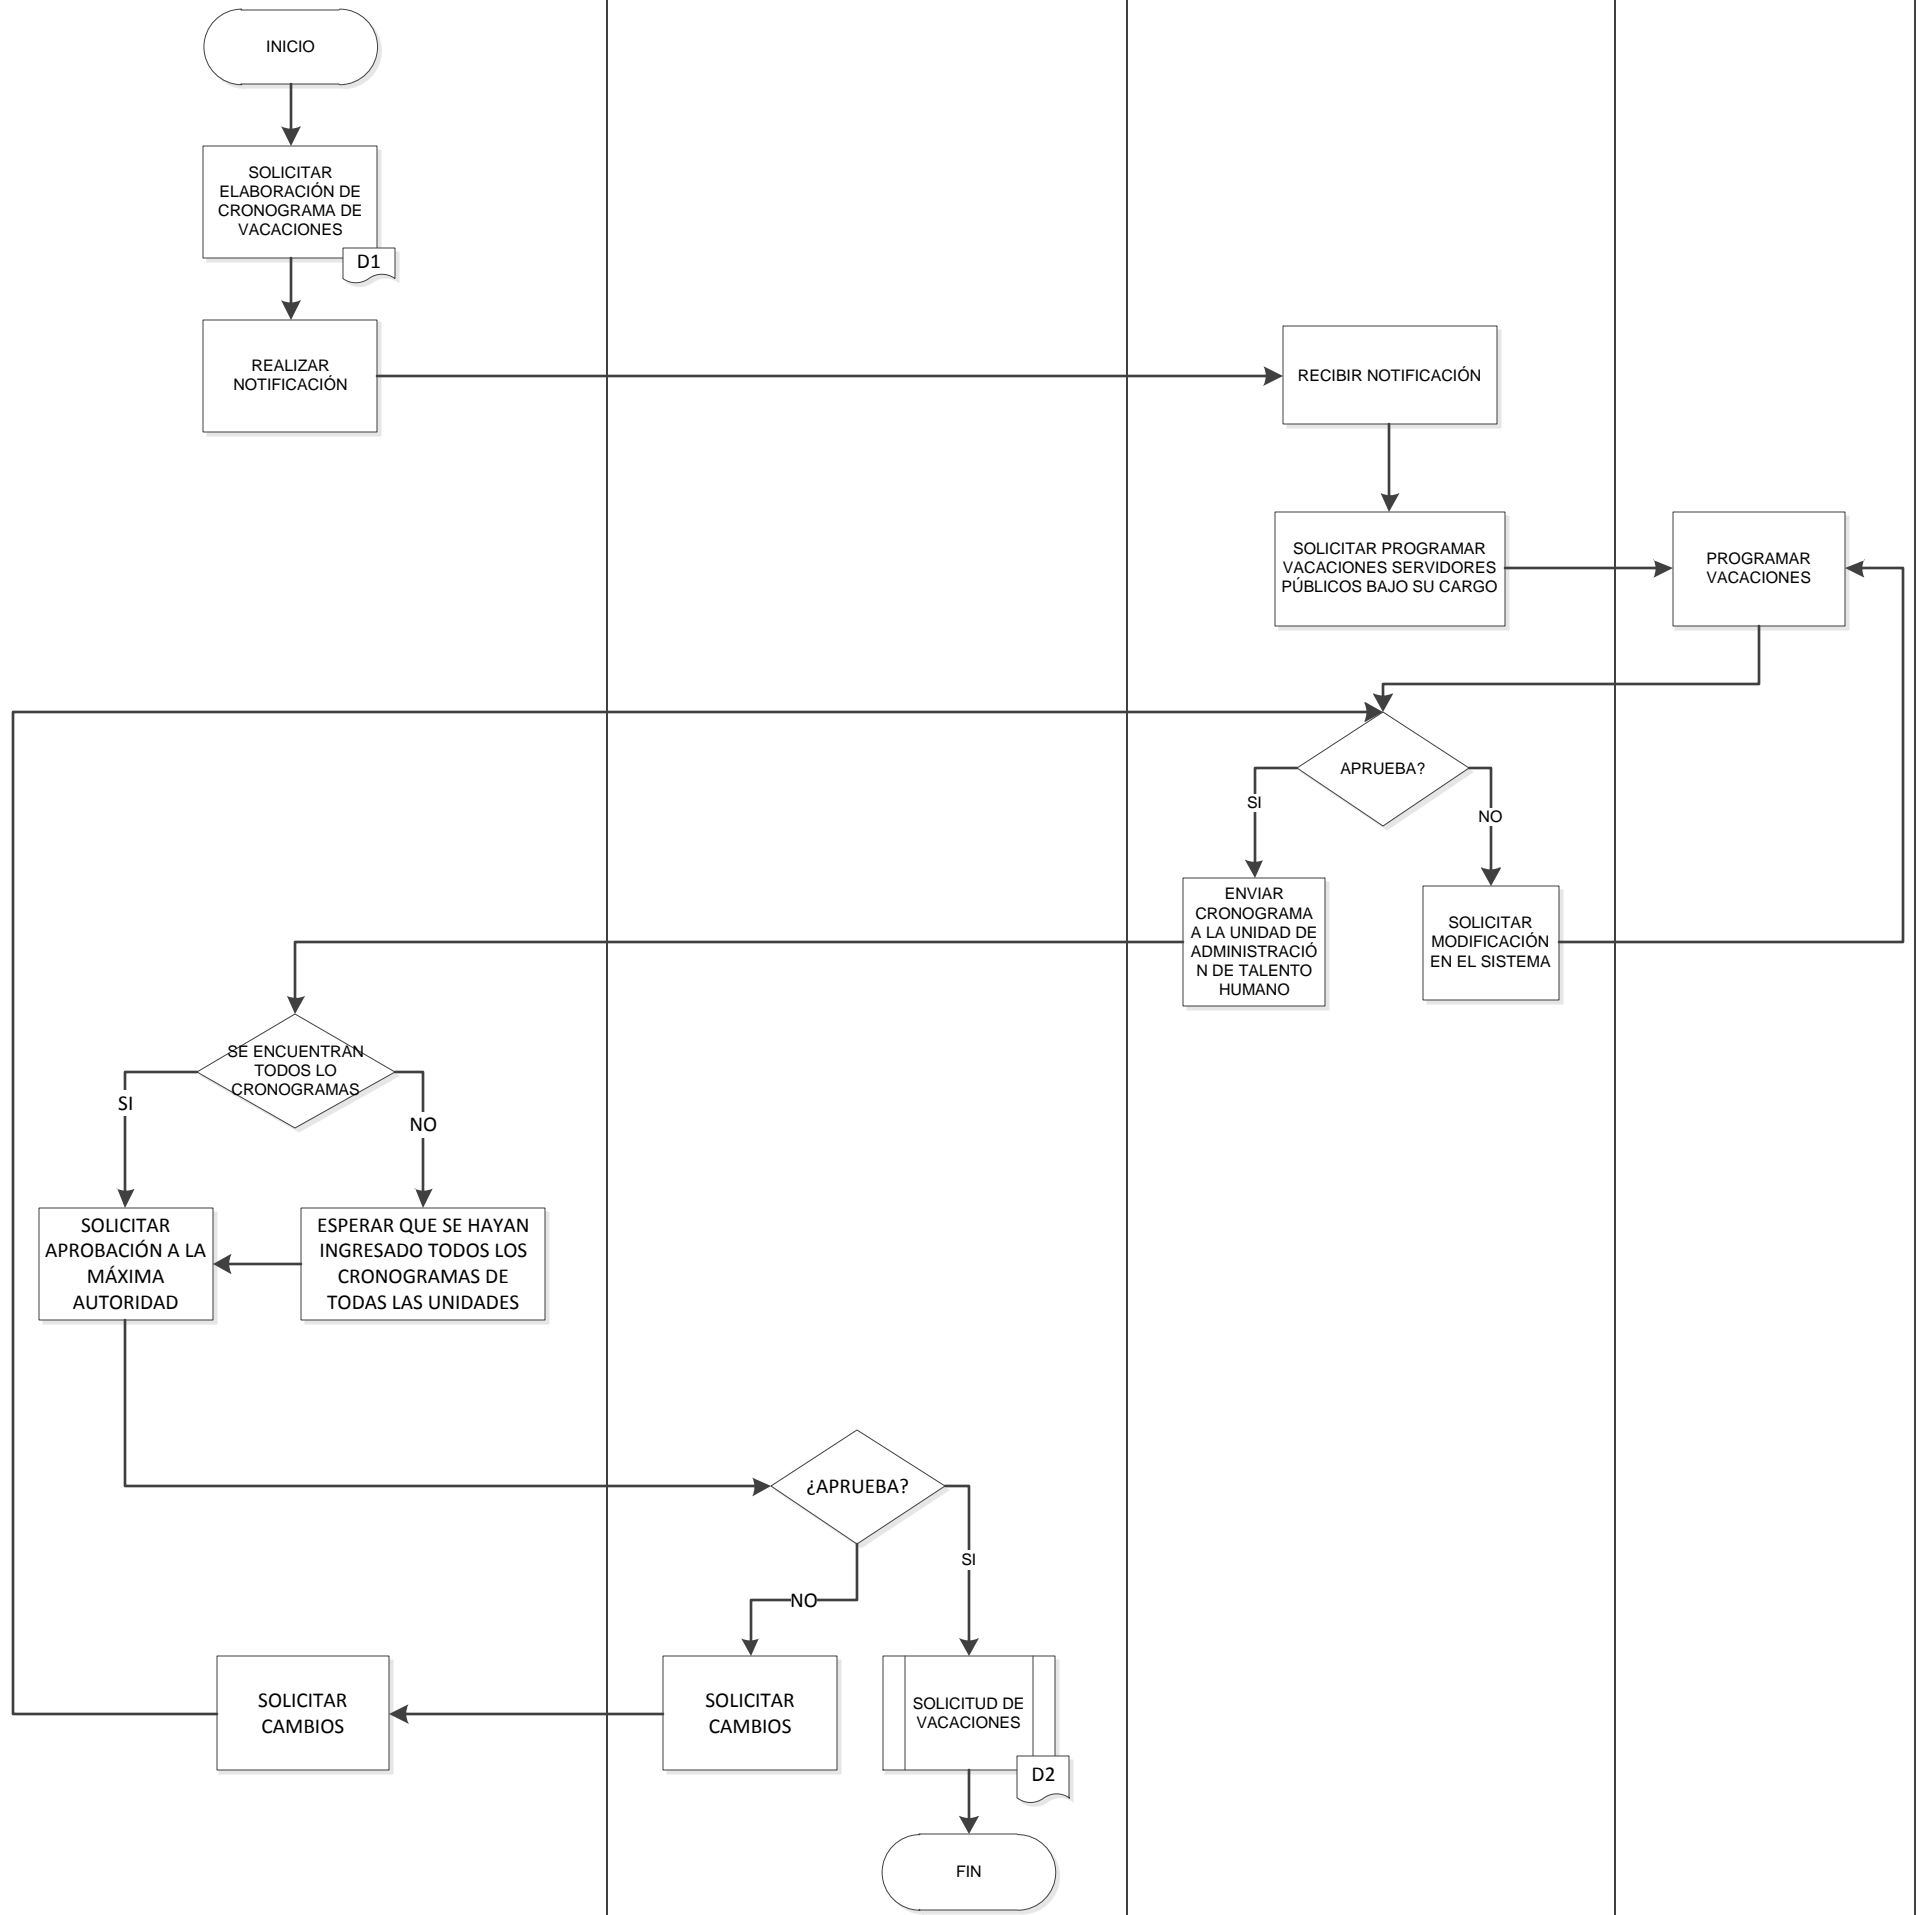 INICIO
SOLICITAR
ELABORACIÓN DE
CRONOGRAMA DE
VACACIONES
D1
REALIZAR
NOTIFICACIÓN
RECIBIR NOTIFICACIÓN
SOLICITAR PROGRAMAR
VACACIONES SERVIDORES
PÚBLICOS BAJO SU CARGO
PROGRAMAR
VACACIONES
APRUEBA?
SI
NO
ENVIAR
CRONOGRAMA
A LA UNIDAD DE
ADMINISTRACIÓ
N DE TALENTO
HUMANO
SOLICITAR
MODIFICACIÓN
EN EL SISTEMA
SE ENCUENTRAN
TODOS LO
CRONOGRAMAS
SI
NO
SOLICITAR
APROBACIÓN A LA
MÁXIMA
AUTORIDAD
ESPERAR QUE SE HAYAN
INGRESADO TODOS LOS
CRONOGRAMAS DE
TODAS LAS UNIDADES
¿APRUEBA?
SI
NO
SOLICITAR
CAMBIOS
SOLICITAR
CAMBIOS
SOLICITUD DE
VACACIONES
D2
FIN